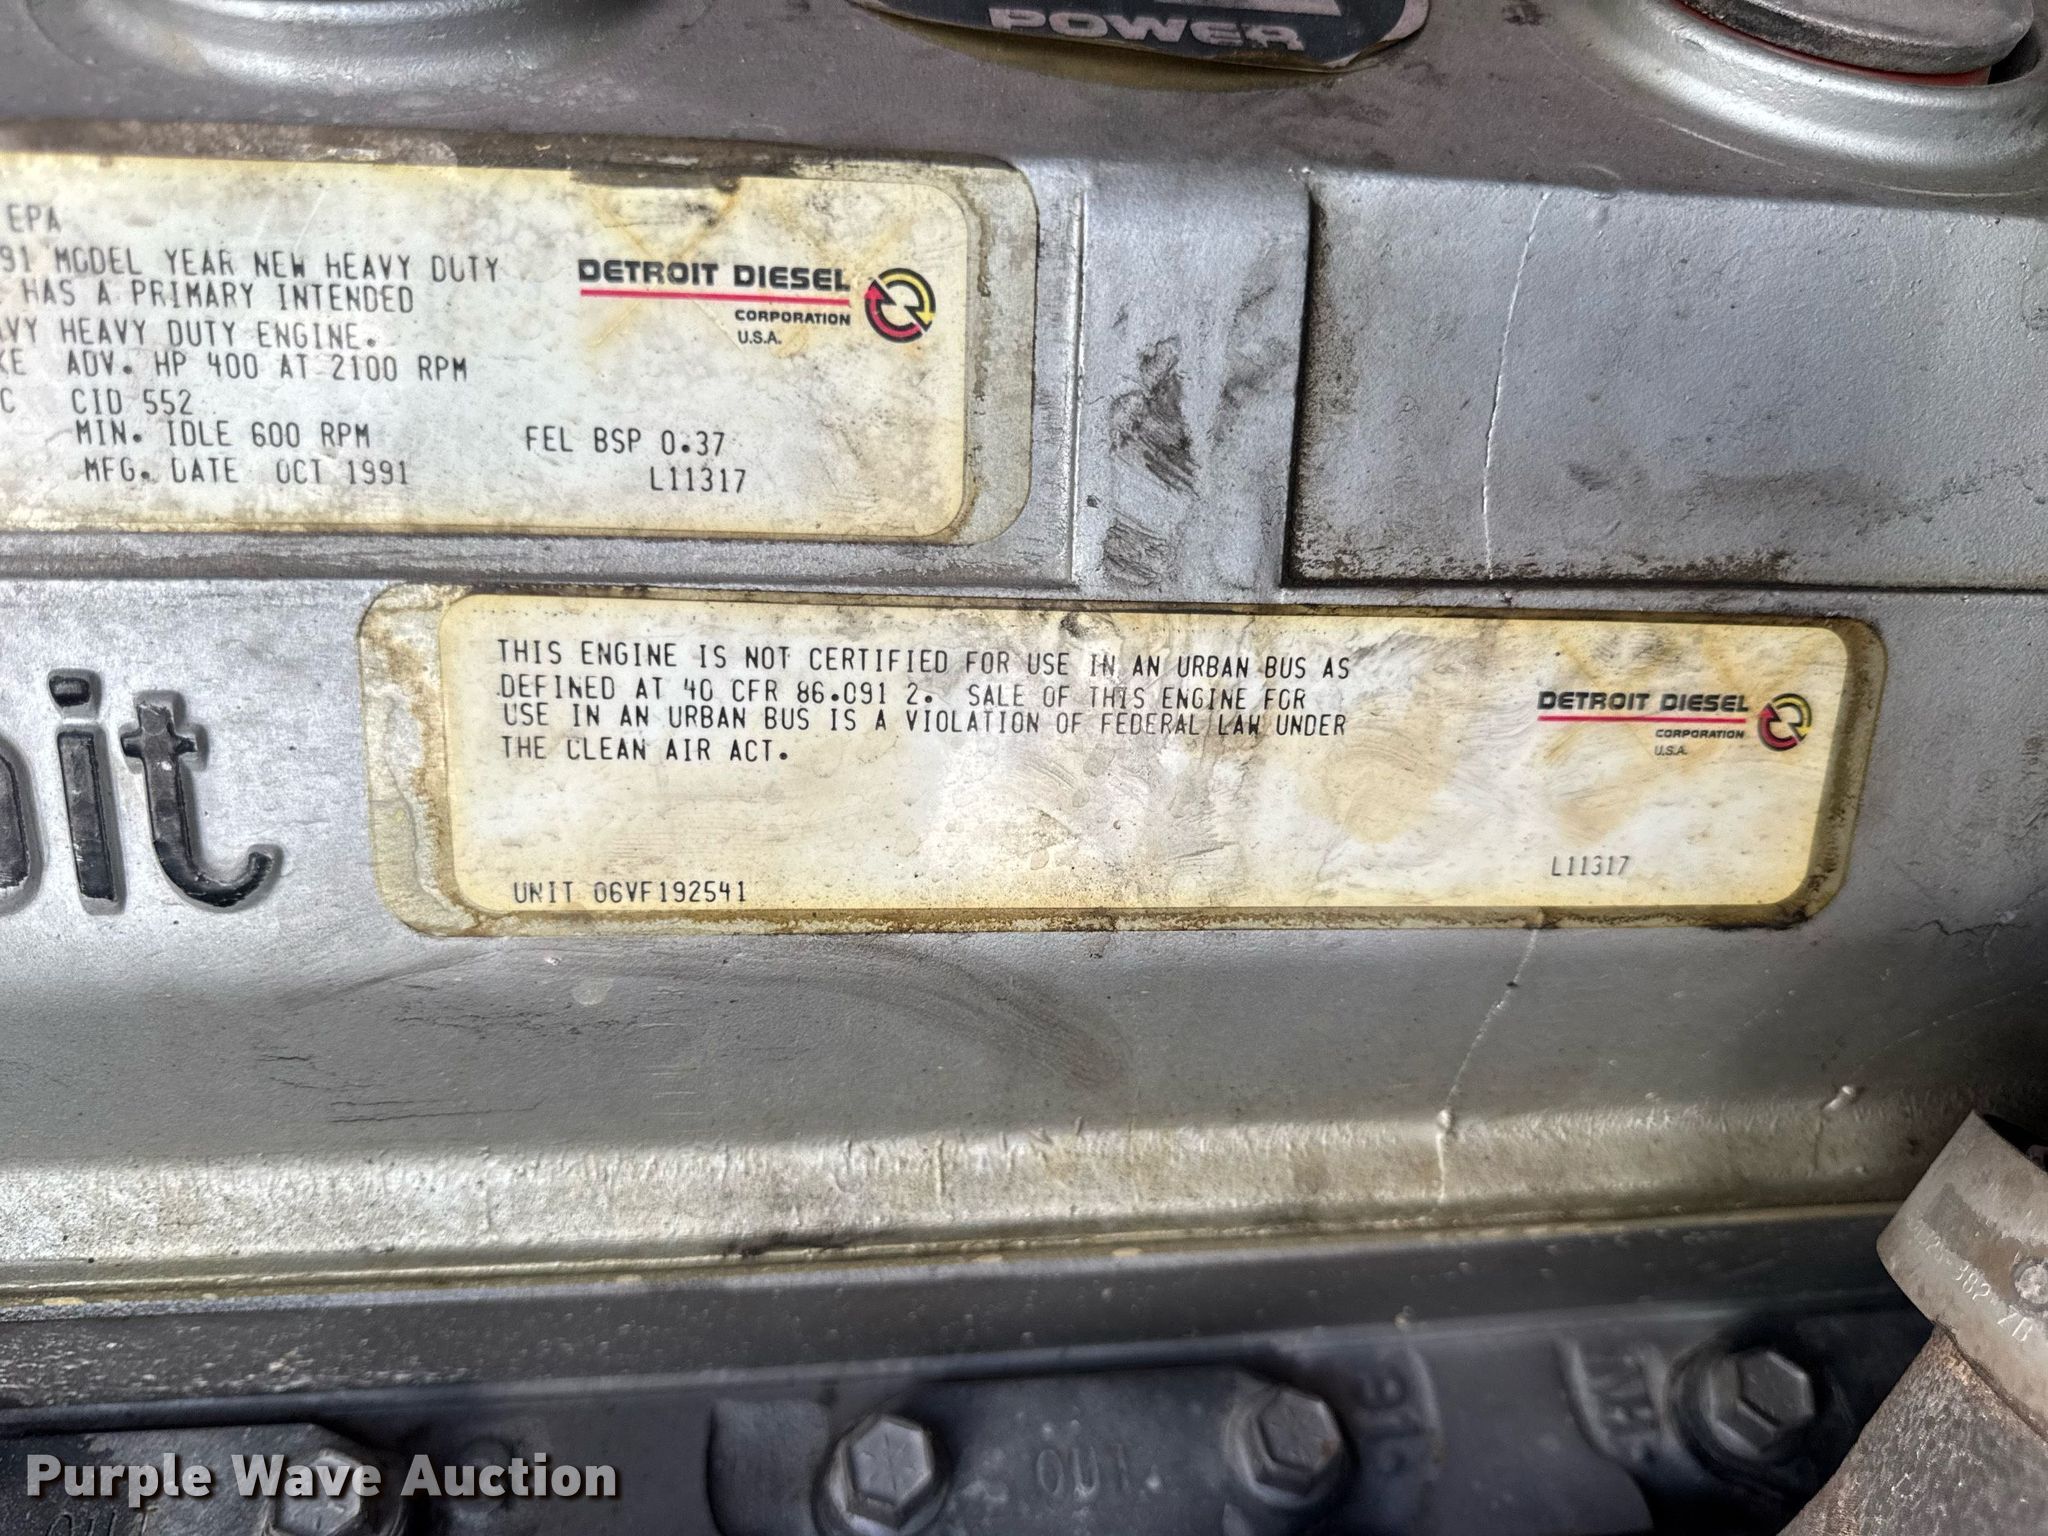 POWER
EPA
91 MODEL YEAR NEW HEAVY DUTY
HAS A PRIMARY INTENDED
AVY HEAVY DUTY ENGINE.
KE ADV. HP 400 AT 2100 RPM
C CID 552
MIN. IDLE 600 RPM FEL BSP 0.37
MFG. DATE OCT 1991 L11317
DETROIT DIESEL
CORPORATION
U.S.A.
oit
THIS ENGINE IS NOT CERTIFIED FOR USE IN AN URBAN BUS AS
DEFINED AT 40 CFR 86.091 2. SALE OF THIS ENGINE FOR
USE IN AN URBAN BUS IS A VIOLATION OF FEDERAL LAW UNDER
THE CLEAN AIR ACT.
DETROIT DIESEL
CORPORATION
U.S.A.
L11317
UNIT 06VF192541
OUT
Purple Wave Auction